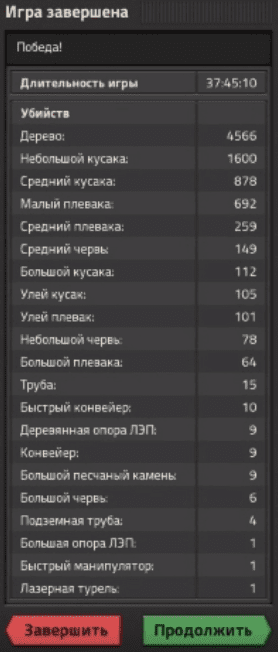 Игра завершена
Победа!
Длительность игры 37:45:10
Убийств
Дерево: 4566
Небольшой кусака: 1600
Средний кусака: 878
Малый плевака: 692
Средний плевака: 259
Средний червь: 149
Большой кусака: 112
Улей кусак: 105
Улей плевак: 101
Небольшой червь: 78
Большой плевака: 64
Труба: 15
Быстрый конвейер: 10
Деревянная опора ЛЭП: 9
Конвейер: 9
Большой песчаный камень: 9
Большой червь: 6
Подземная труба: 4
Большая опора ЛЭП: 1
Быстрый манипулятор: 1
Лазерная турель: 1
Завершить Продолжить